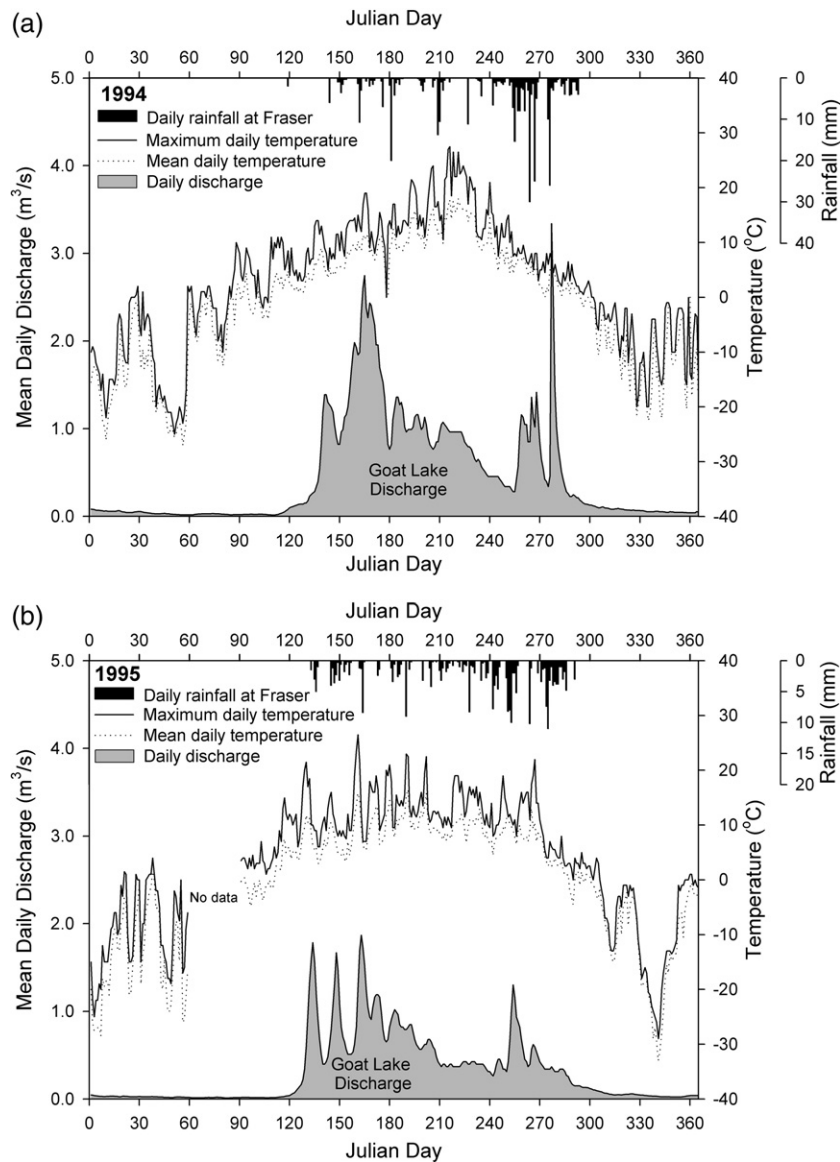 (a)
Julian Day
0 30 60 90 120 150 180 210 240 270 300 330 360
1994
Daily rainfall at Fraser
Maximum daily temperature
Mean daily temperature
Daily discharge
5.0
4.0
3.0
2.0
1.0
0.0
Mean Daily Discharge (m³/s)
Goat Lake
Discharge
40
30
20
10
0
-10
-20
-30
-40
Temperature (°C)
0
10
20
30
40
Rainfall (mm)
0 30 60 90 120 150 180 210 240 270 300 330 360
Julian Day
(b)
Julian Day
0 30 60 90 120 150 180 210 240 270 300 330 360
1995
Daily rainfall at Fraser
Maximum daily temperature
Mean daily temperature
Daily discharge
5.0
4.0
3.0
2.0
1.0
0.0
Mean Daily Discharge (m³/s)
No data
Goat Lake
Discharge
40
30
20
10
0
-10
-20
-30
-40
Temperature (°C)
0
5
10
15
20
Rainfall (mm)
0 30 60 90 120 150 180 210 240 270 300 330 360
Julian Day